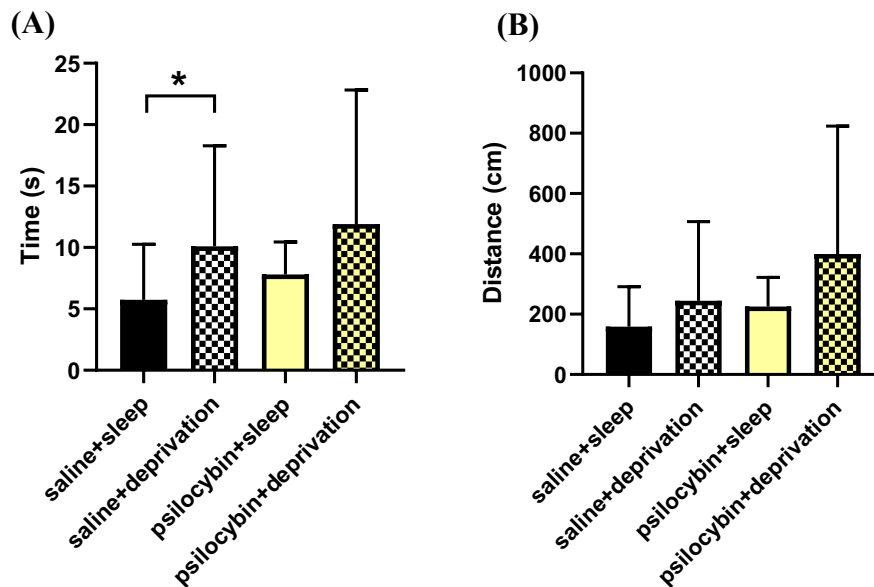 (A)
Time (s)
25
20
15
10
5
0
*
saline+sleep
saline+deprivation
psilocybin+sleep
psilocybin+deprivation
(B)
Distance (cm)
1000
800
600
400
200
0
saline+sleep
saline+deprivation
psilocybin+sleep
psilocybin+deprivation